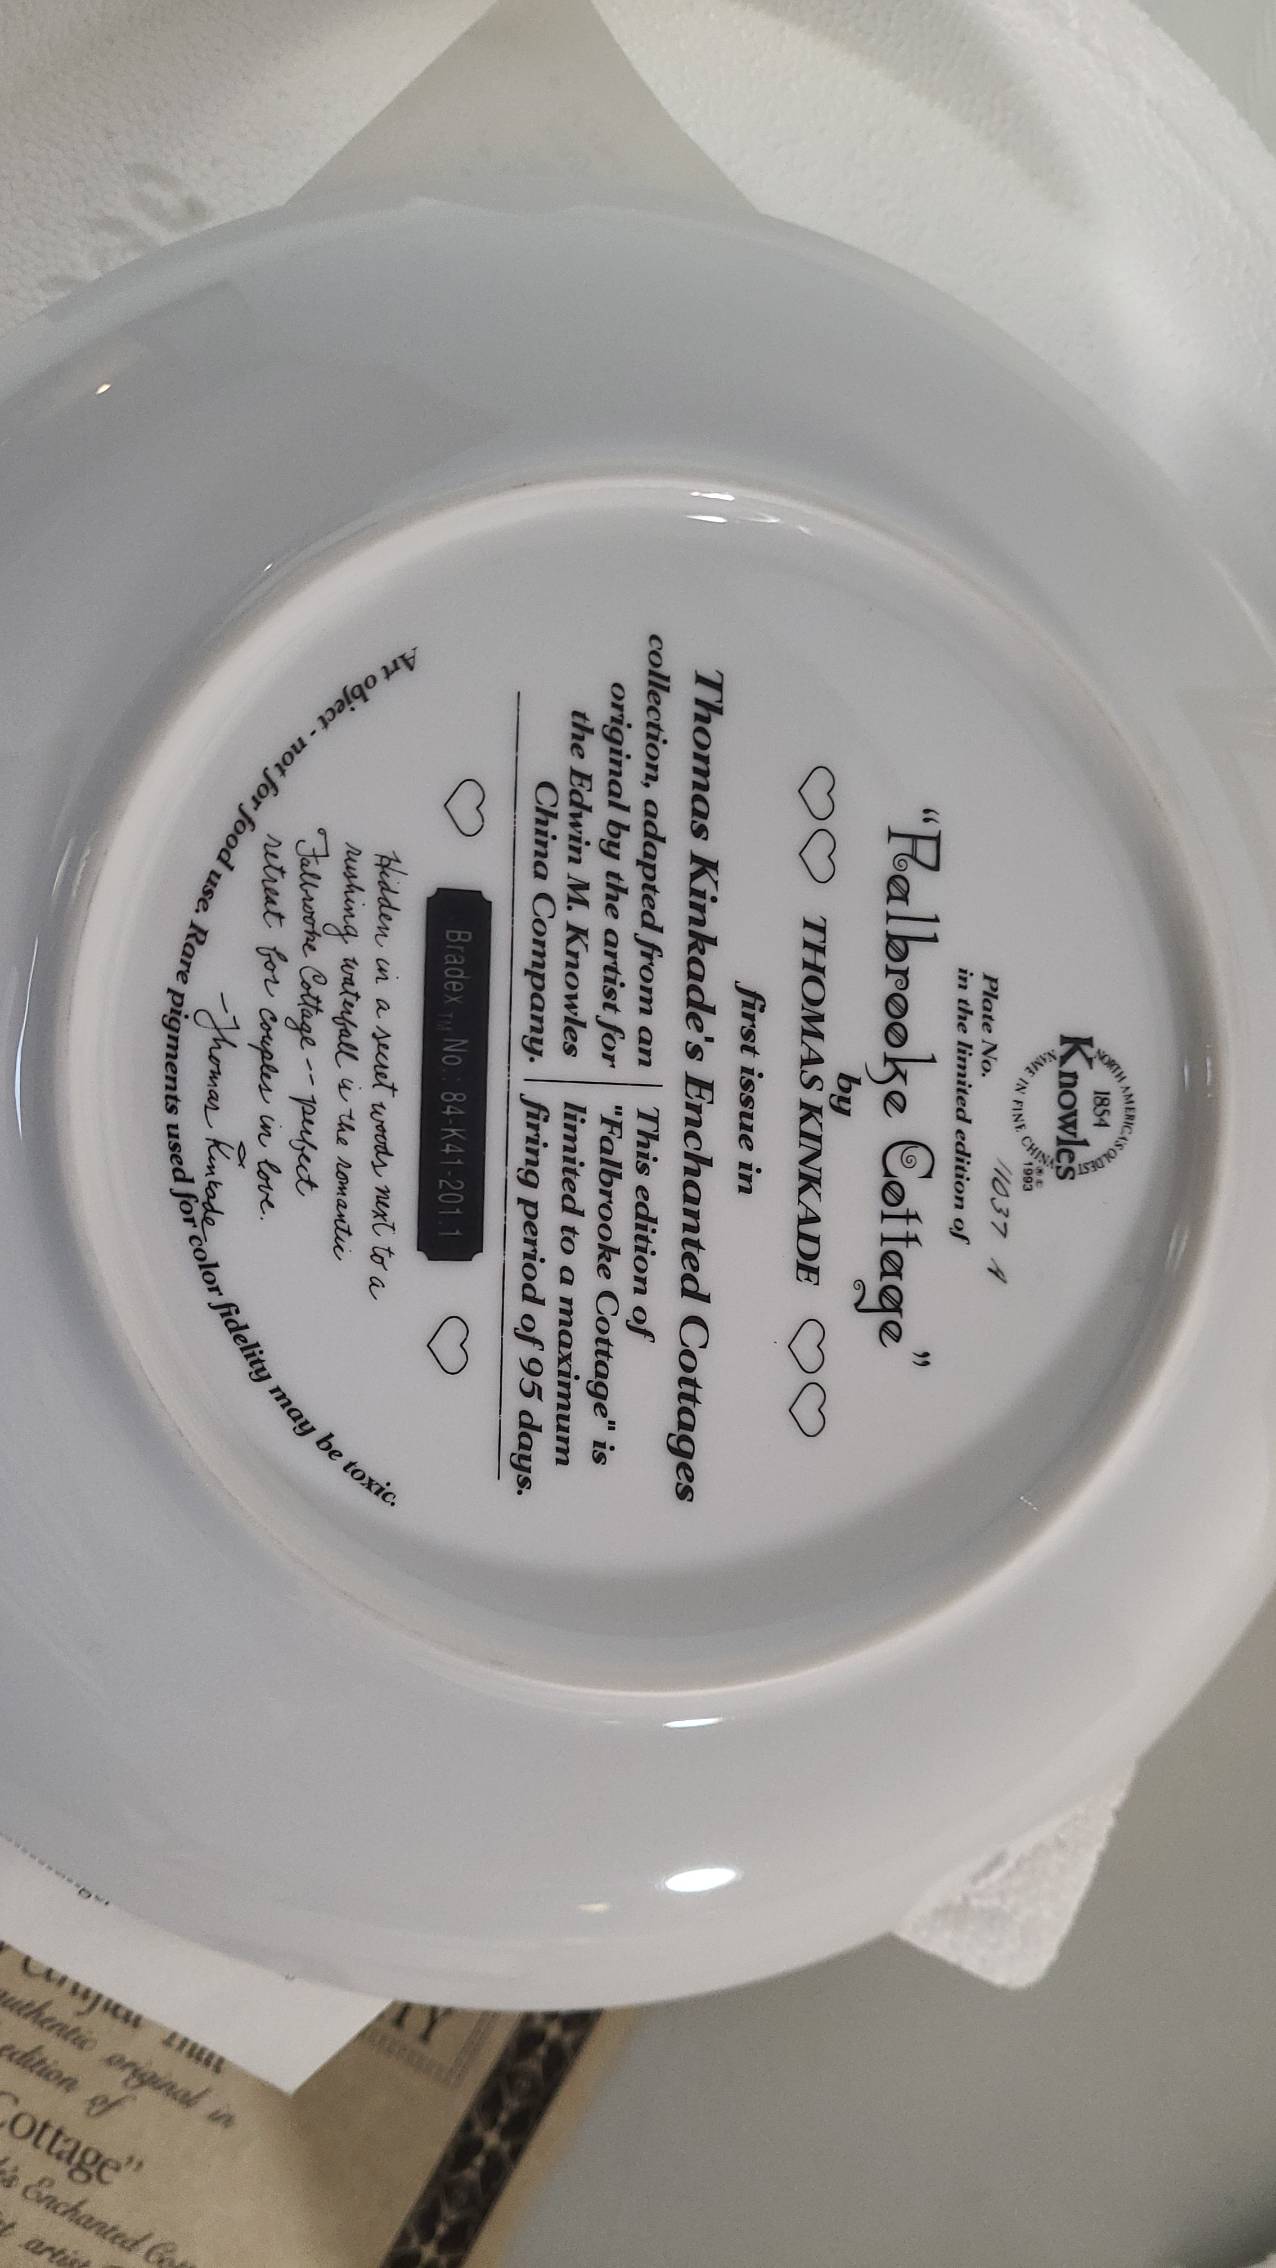 NORTH AMERICA'S OLDEST
1854
Knowles
NAME IN FINE CHINA
1993
Plate No. 11037 A
in the limited edition of
"Falbrooke Cottage"
by
♡♡ THOMAS KINKADE ♡♡
first issue in
Thomas Kinkade's Enchanted Cottages
collection, adapted from an
original by the artist for
the Edwin M. Knowles
China Company.
This edition of
"Falbrooke Cottage" is
limited to a maximum
firing period of 95 days.
♡ Bradex TM No.: 84-K41-201.1 ♡
Hidden in a secret woods next to a
rushing waterfall is the romantic
Falbrooke Cottage -- perfect
retreat for couples in love.
-Thomas Kinkade
Art object - not for food use. Rare pigments used for color fidelity may be toxic.
TY
authentic original in
edition of
Cottage"
's Enchanted Cot
artist